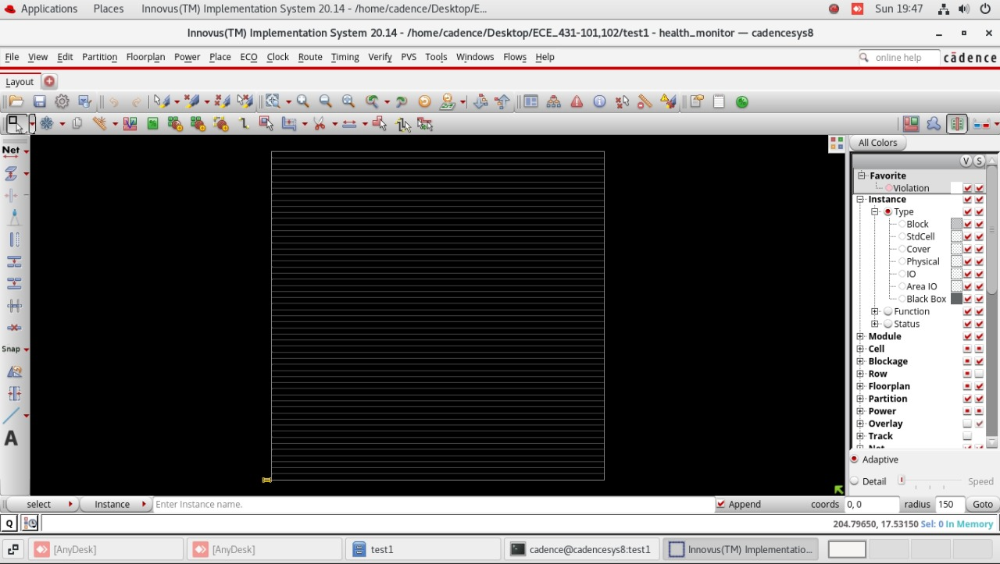 Applications Places Innovus(TM) Implementation System 20.14 - /home/cadence/Desktop/E... Sun 19:47
Innovus(TM) Implementation System 20.14 - /home/cadence/Desktop/ECE_431-101,102/test1 - health_monitor — cadencesys8
File View Edit Partition Floorplan Power Place ECO Clock Route Timing Verify PVS Tools Windows Flows Help online help cādence
Layout
Net
Snap
A
All Colors
V S
Favorite
Violation
Instance
Type
Block
StdCell
Cover
Physical
IO
Area IO
Black Box
Function
Status
Module
Cell
Blockage
Row
Floorplan
Partition
Power
Overlay
Track
Adaptive
Detail Speed
select Instance Enter Instance name. Append coords 0, 0 radius 150 Goto
Q 204.79650, 17.53150 Sel: 0 In Memory
[AnyDesk] [AnyDesk] test1 cadence@cadencesys8:test1 Innovus(TM) Implementatio...